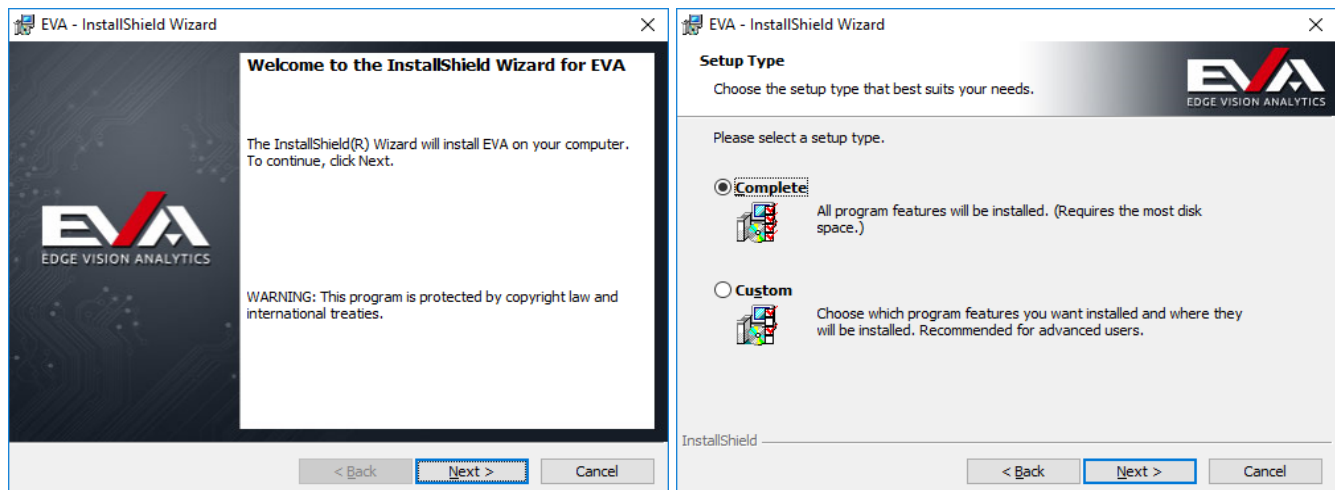 EVA - InstallShield Wizard
Welcome to the InstallShield Wizard for EVA
The InstallShield(R) Wizard will install EVA on your computer.
To continue, click Next.
EVA
EDGE VISION ANALYTICS
WARNING: This program is protected by copyright law and
international treaties.
< Back
Next >
Cancel
EVA - InstallShield Wizard
Setup Type
Choose the setup type that best suits your needs.
EVA
EDGE VISION ANALYTICS
Please select a setup type.
Complete
All program features will be installed. (Requires the most disk
space.)
Custom
Choose which program features you want installed and where they
will be installed. Recommended for advanced users.
InstallShield
< Back
Next >
Cancel